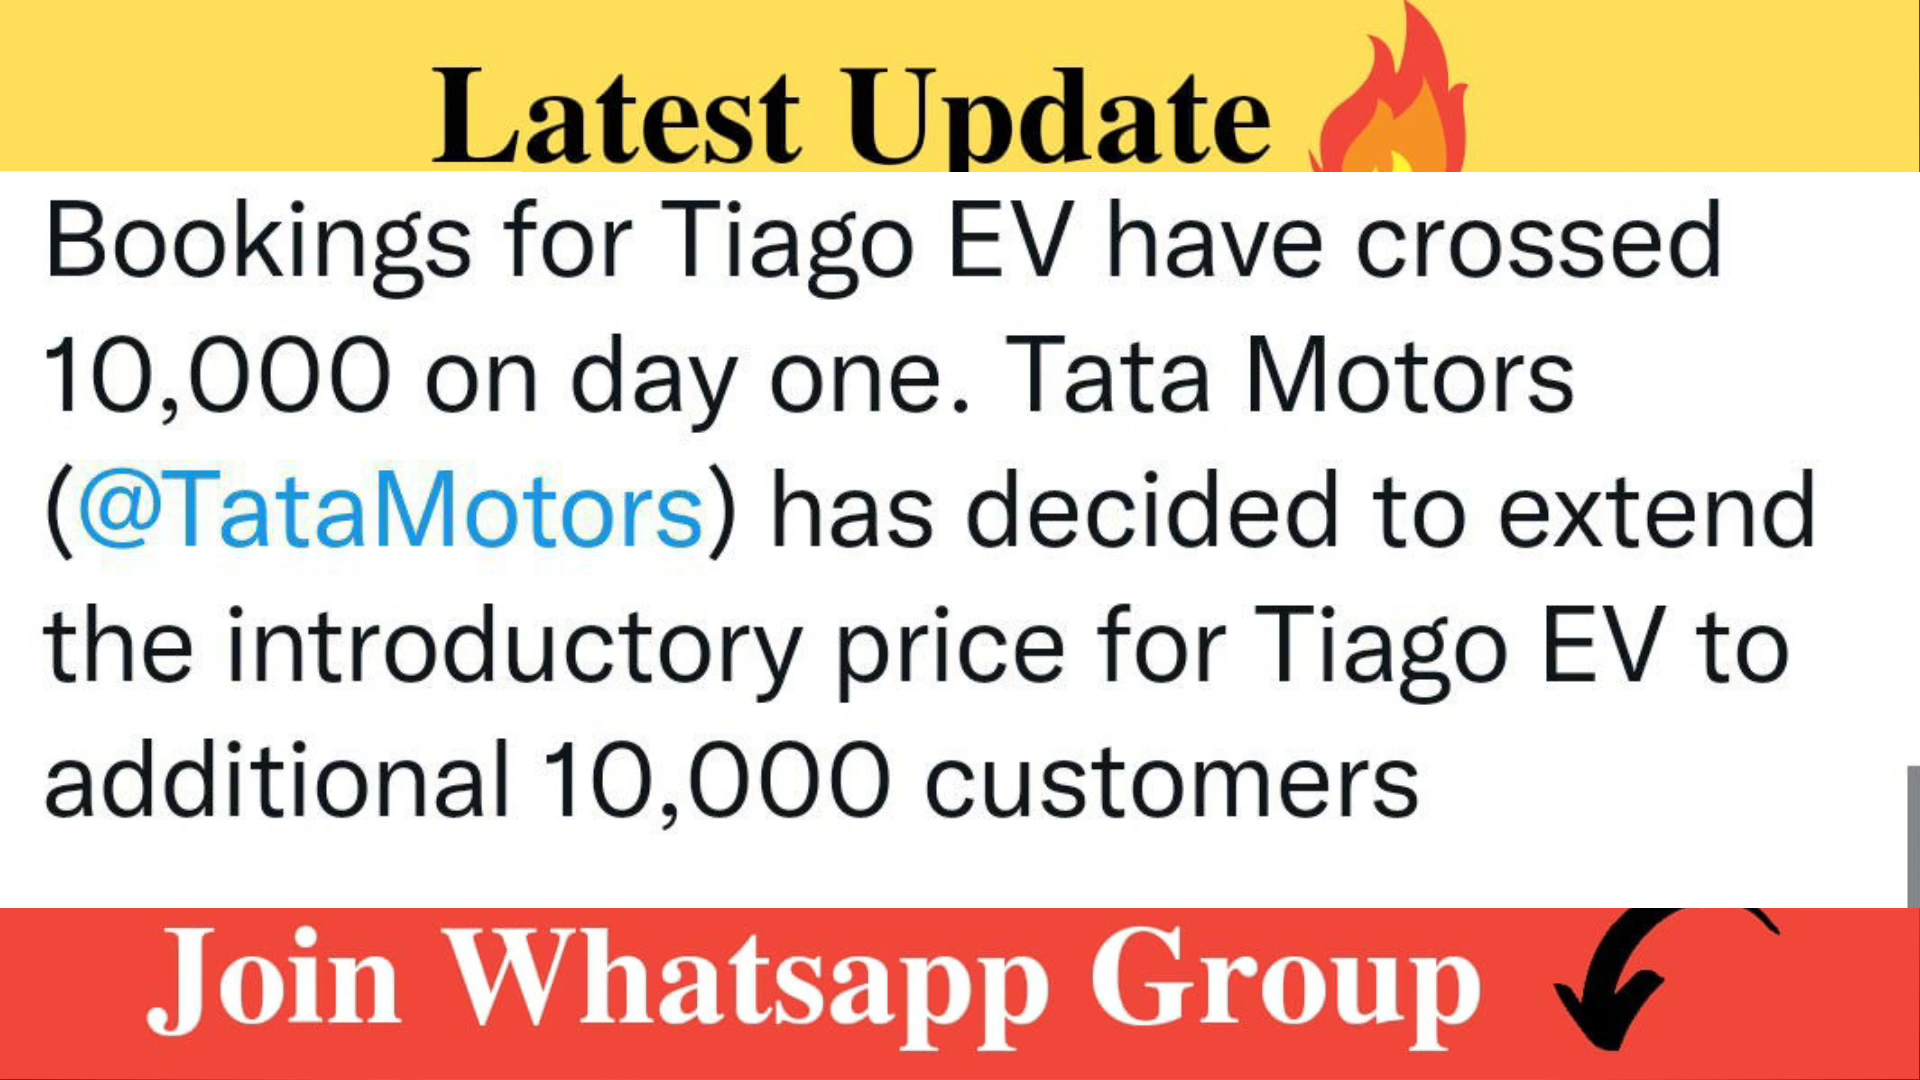 Latest Update
Bookings for Tiago EV have crossed
10,000 on day one. Tata Motors
(@TataMotors) has decided to extend
the introductory price for Tiago EV to
additional 10,000 customers
Join Whatsapp Group